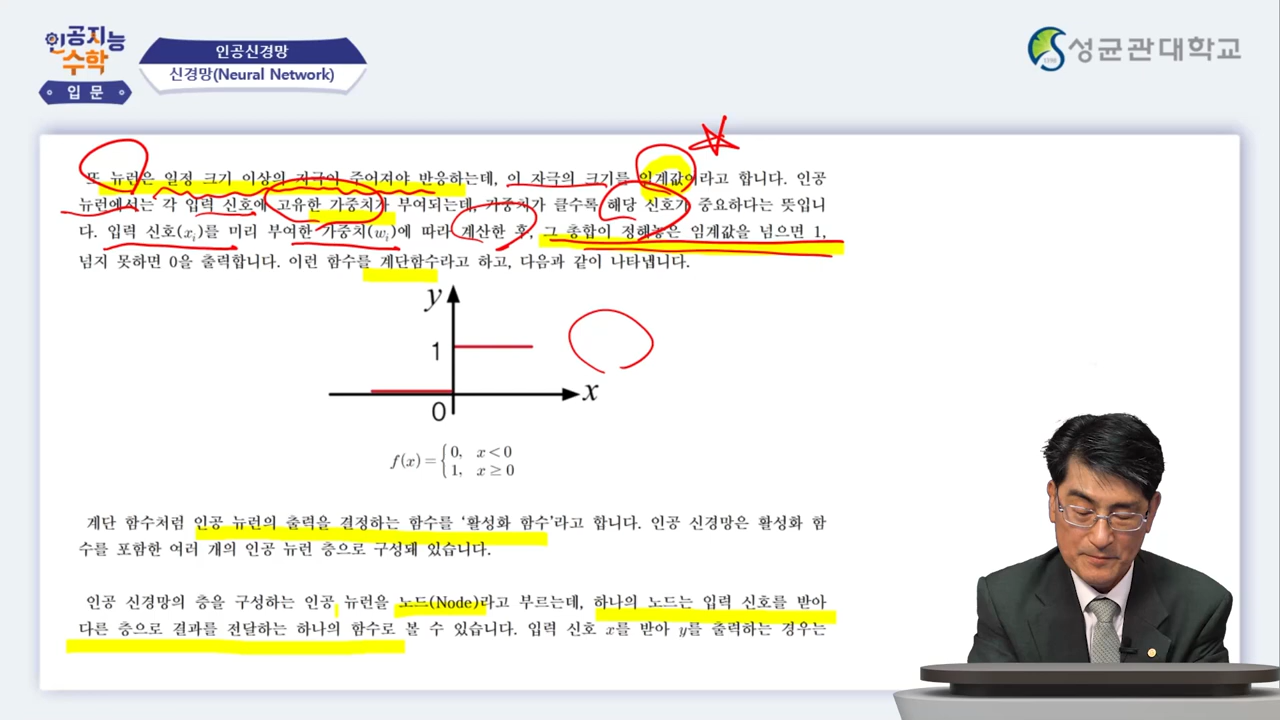 인공지능
수학
입문
인공신경망
신경망(Neural Network)
성균관대학교
또 뉴런은 일정 크기 이상의 자극이 주어져야 반응하는데, 이 자극의 크기를 임계값이라고 합니다. 인공
뉴런에서는 각 입력 신호에 고유한 가중치가 부여되는데, 가중치가 클수록 해당 신호가 중요하다는 뜻입니
다. 입력 신호(xᵢ)를 미리 부여한 가중치(wᵢ)에 따라 계산한 후, 그 총합이 정해놓은 임계값을 넘으면 1,
넘지 못하면 0을 출력합니다. 이런 함수를 계단함수라고 하고, 다음과 같이 나타냅니다.
y
1
x
0
f(x)={0, x<0
1, x≥0
계단 함수처럼 인공 뉴런의 출력을 결정하는 함수를 ‘활성화 함수’라고 합니다. 인공 신경망은 활성화 함
수를 포함한 여러 개의 인공 뉴런 층으로 구성돼 있습니다.
인공 신경망의 층을 구성하는 인공 뉴런을 노드(Node)라고 부르는데, 하나의 노드는 입력 신호를 받아
다른 층으로 결과를 전달하는 하나의 함수로 볼 수 있습니다. 입력 신호 x를 받아 y를 출력하는 경우는